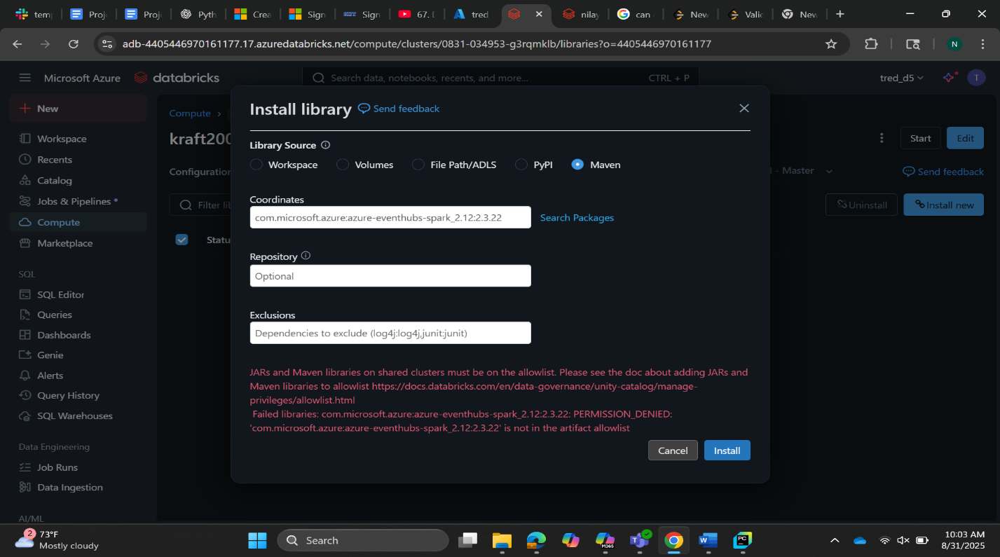 temp
Proje
Proje
Pyth
Crea
Sign
Sign
67. D
tred
nilay
can
New
Valid
New
adb-4405446970161177.17.azuredatabricks.net/compute/clusters/0831-034953-g3rqmklb/libraries?o=4405446970161177
N
Microsoft Azure
databricks
Search data, notebooks, recents, and more...
CTRL + P
tred_d5
T
New
Workspace
Recents
Catalog
Jobs & Pipelines
Compute
Marketplace
SQL
SQL Editor
Queries
Dashboards
Genie
Alerts
Query History
SQL Warehouses
Data Engineering
Job Runs
Data Ingestion
AI/ML
Compute
kraft200
Start
Edit
Configuration
- Master
Send feedback
Filter lib
Uninstall
Install new
Statu
Install library
Send feedback
Library Source
Workspace
Volumes
File Path/ADLS
PyPI
Maven
Coordinates
com.microsoft.azure:azure-eventhubs-spark_2.12:2.3.22
Search Packages
Repository
Optional
Exclusions
Dependencies to exclude (log4j:log4j,junit:junit)
JARs and Maven libraries on shared clusters must be on the allowlist. Please see the doc about adding JARs and
Maven libraries to allowlist https://docs.databricks.com/en/data-governance/unity-catalog/manage-
privileges/allowlist.html
Failed libraries: com.microsoft.azure:azure-eventhubs-spark_2.12:2.3.22: PERMISSION_DENIED:
'com.microsoft.azure:azure-eventhubs-spark_2.12:2.3.22' is not in the artifact allowlist
Cancel
Install
2
73°F
Mostly cloudy
Search
M365
10:03 AM
8/31/2025